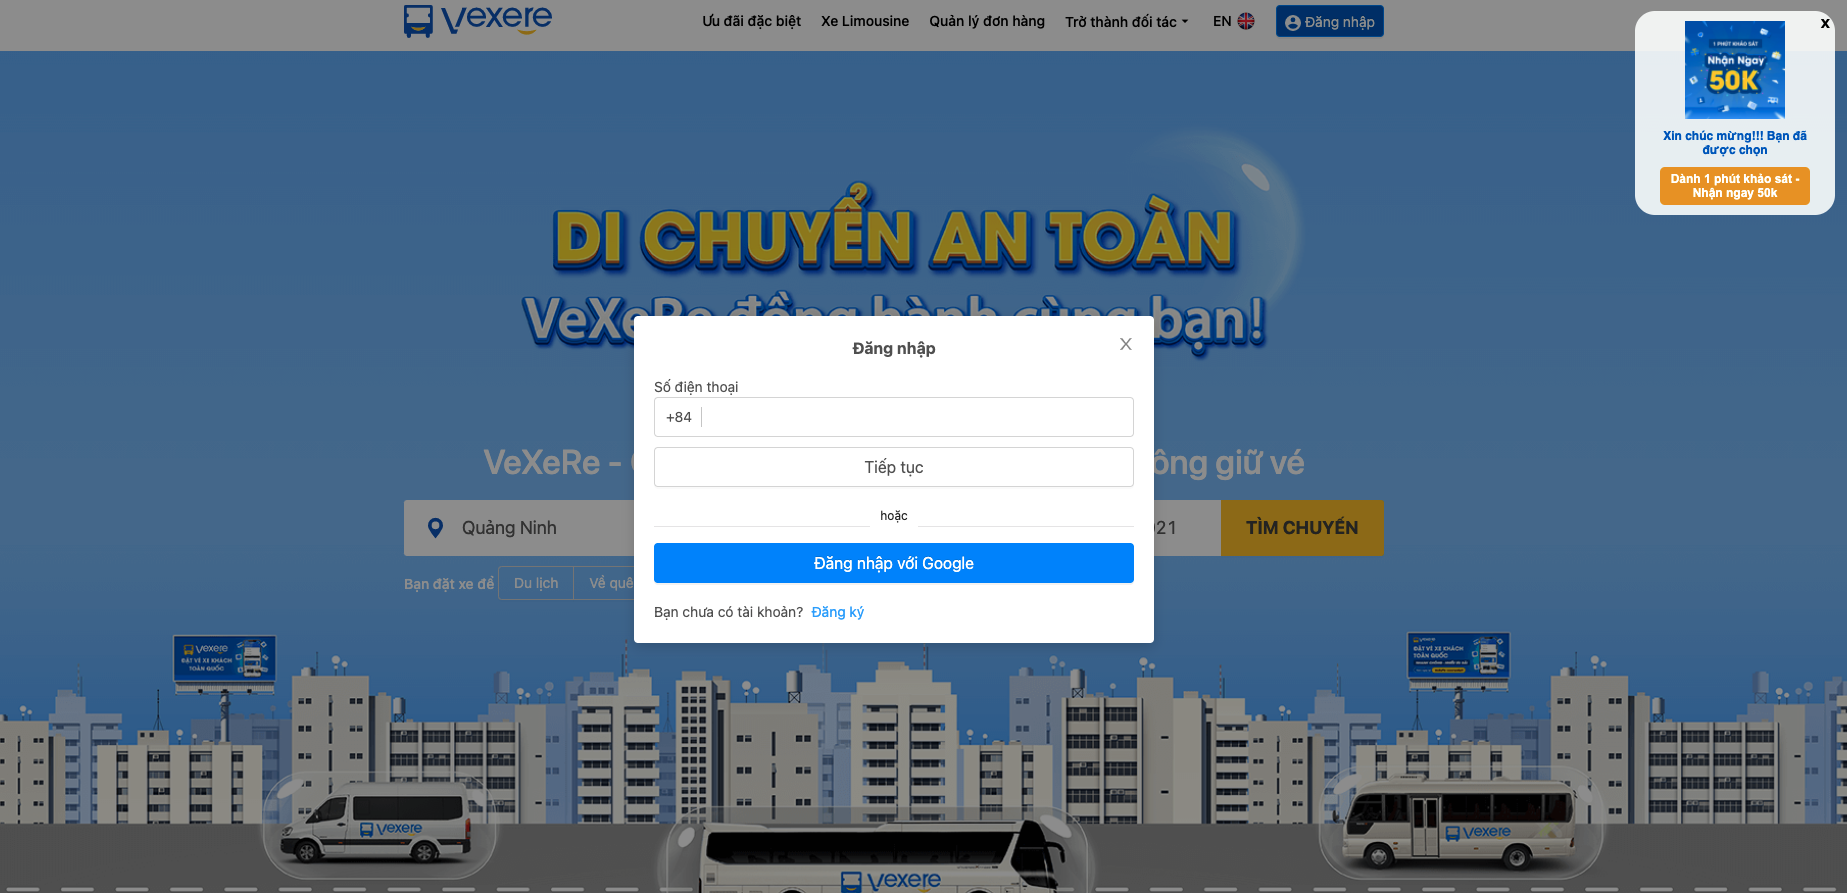 Vexere
Ưu đãi đặc biệt
Xe Limousine
Quản lý đơn hàng
Trở thành đối tác
EN
Đăng nhập
x
1 PHÚT KHẢO SÁT
Nhận Ngay
50K
Xin chúc mừng!!! Bạn đã
được chọn
Dành 1 phút khảo sát -
Nhận ngay 50k
DI CHUYỂN AN TOÀN
VeXeRe đồng hành cùng bạn!
Đăng nhập
Số điện thoại
+84
Tiếp tục
hoặc
Đăng nhập với Google
Bạn chưa có tài khoản? Đăng ký
VeXeRe -
ông giữ vé
Quảng Ninh
21
TÌM CHUYẾN
Bạn đặt xe để
Du lịch
Về quê
Vexere
ĐẶT VÉ XE KHÁCH
TOÀN QUỐC
ĐẶT VÉ XE KHÁCH
TOÀN QUỐC
Vexere
Vexere
Vexere